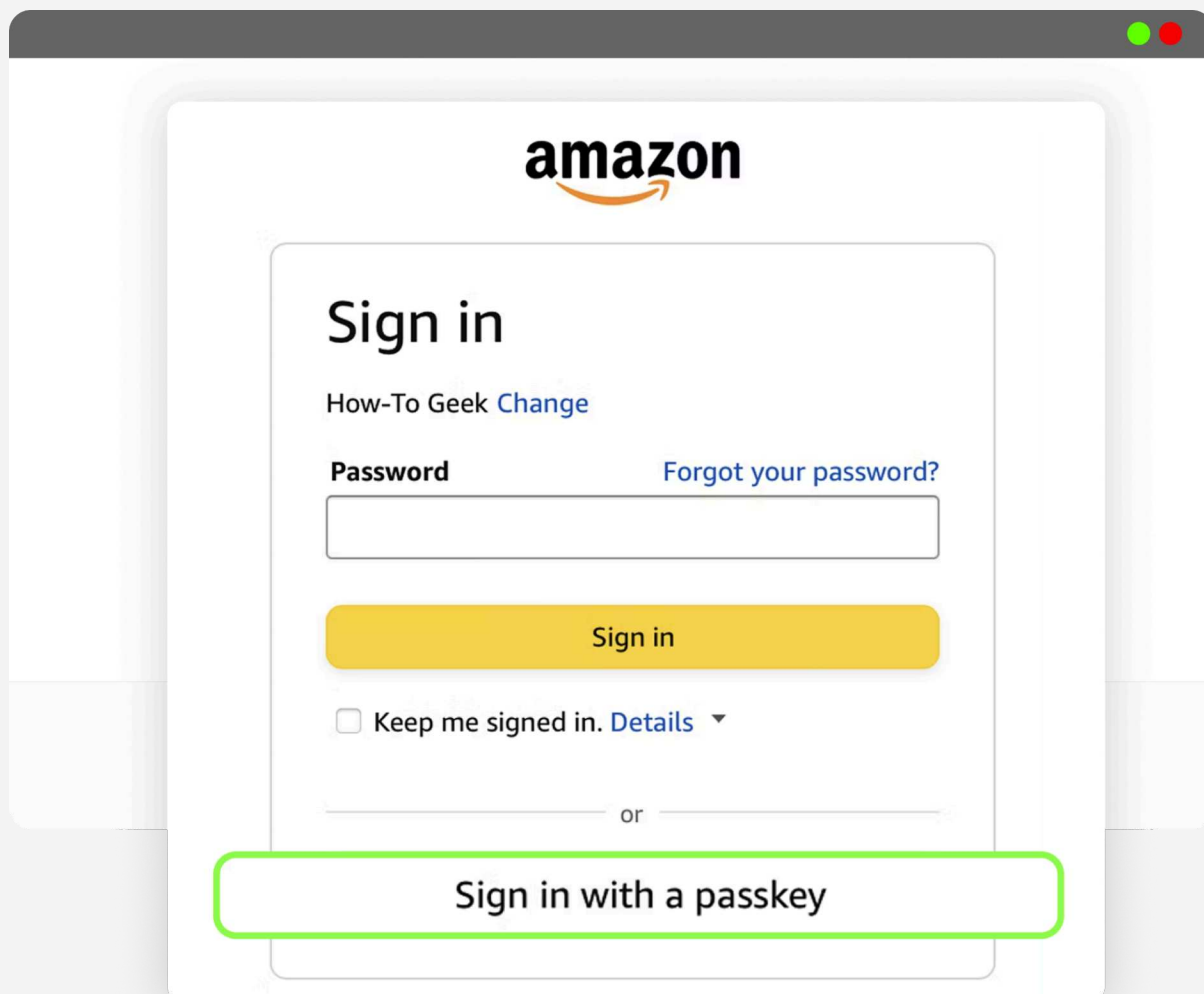 amazon
Sign in
How-To Geek Change
Password Forgot your password?
Sign in
Keep me signed in. Details
or
Sign in with a passkey